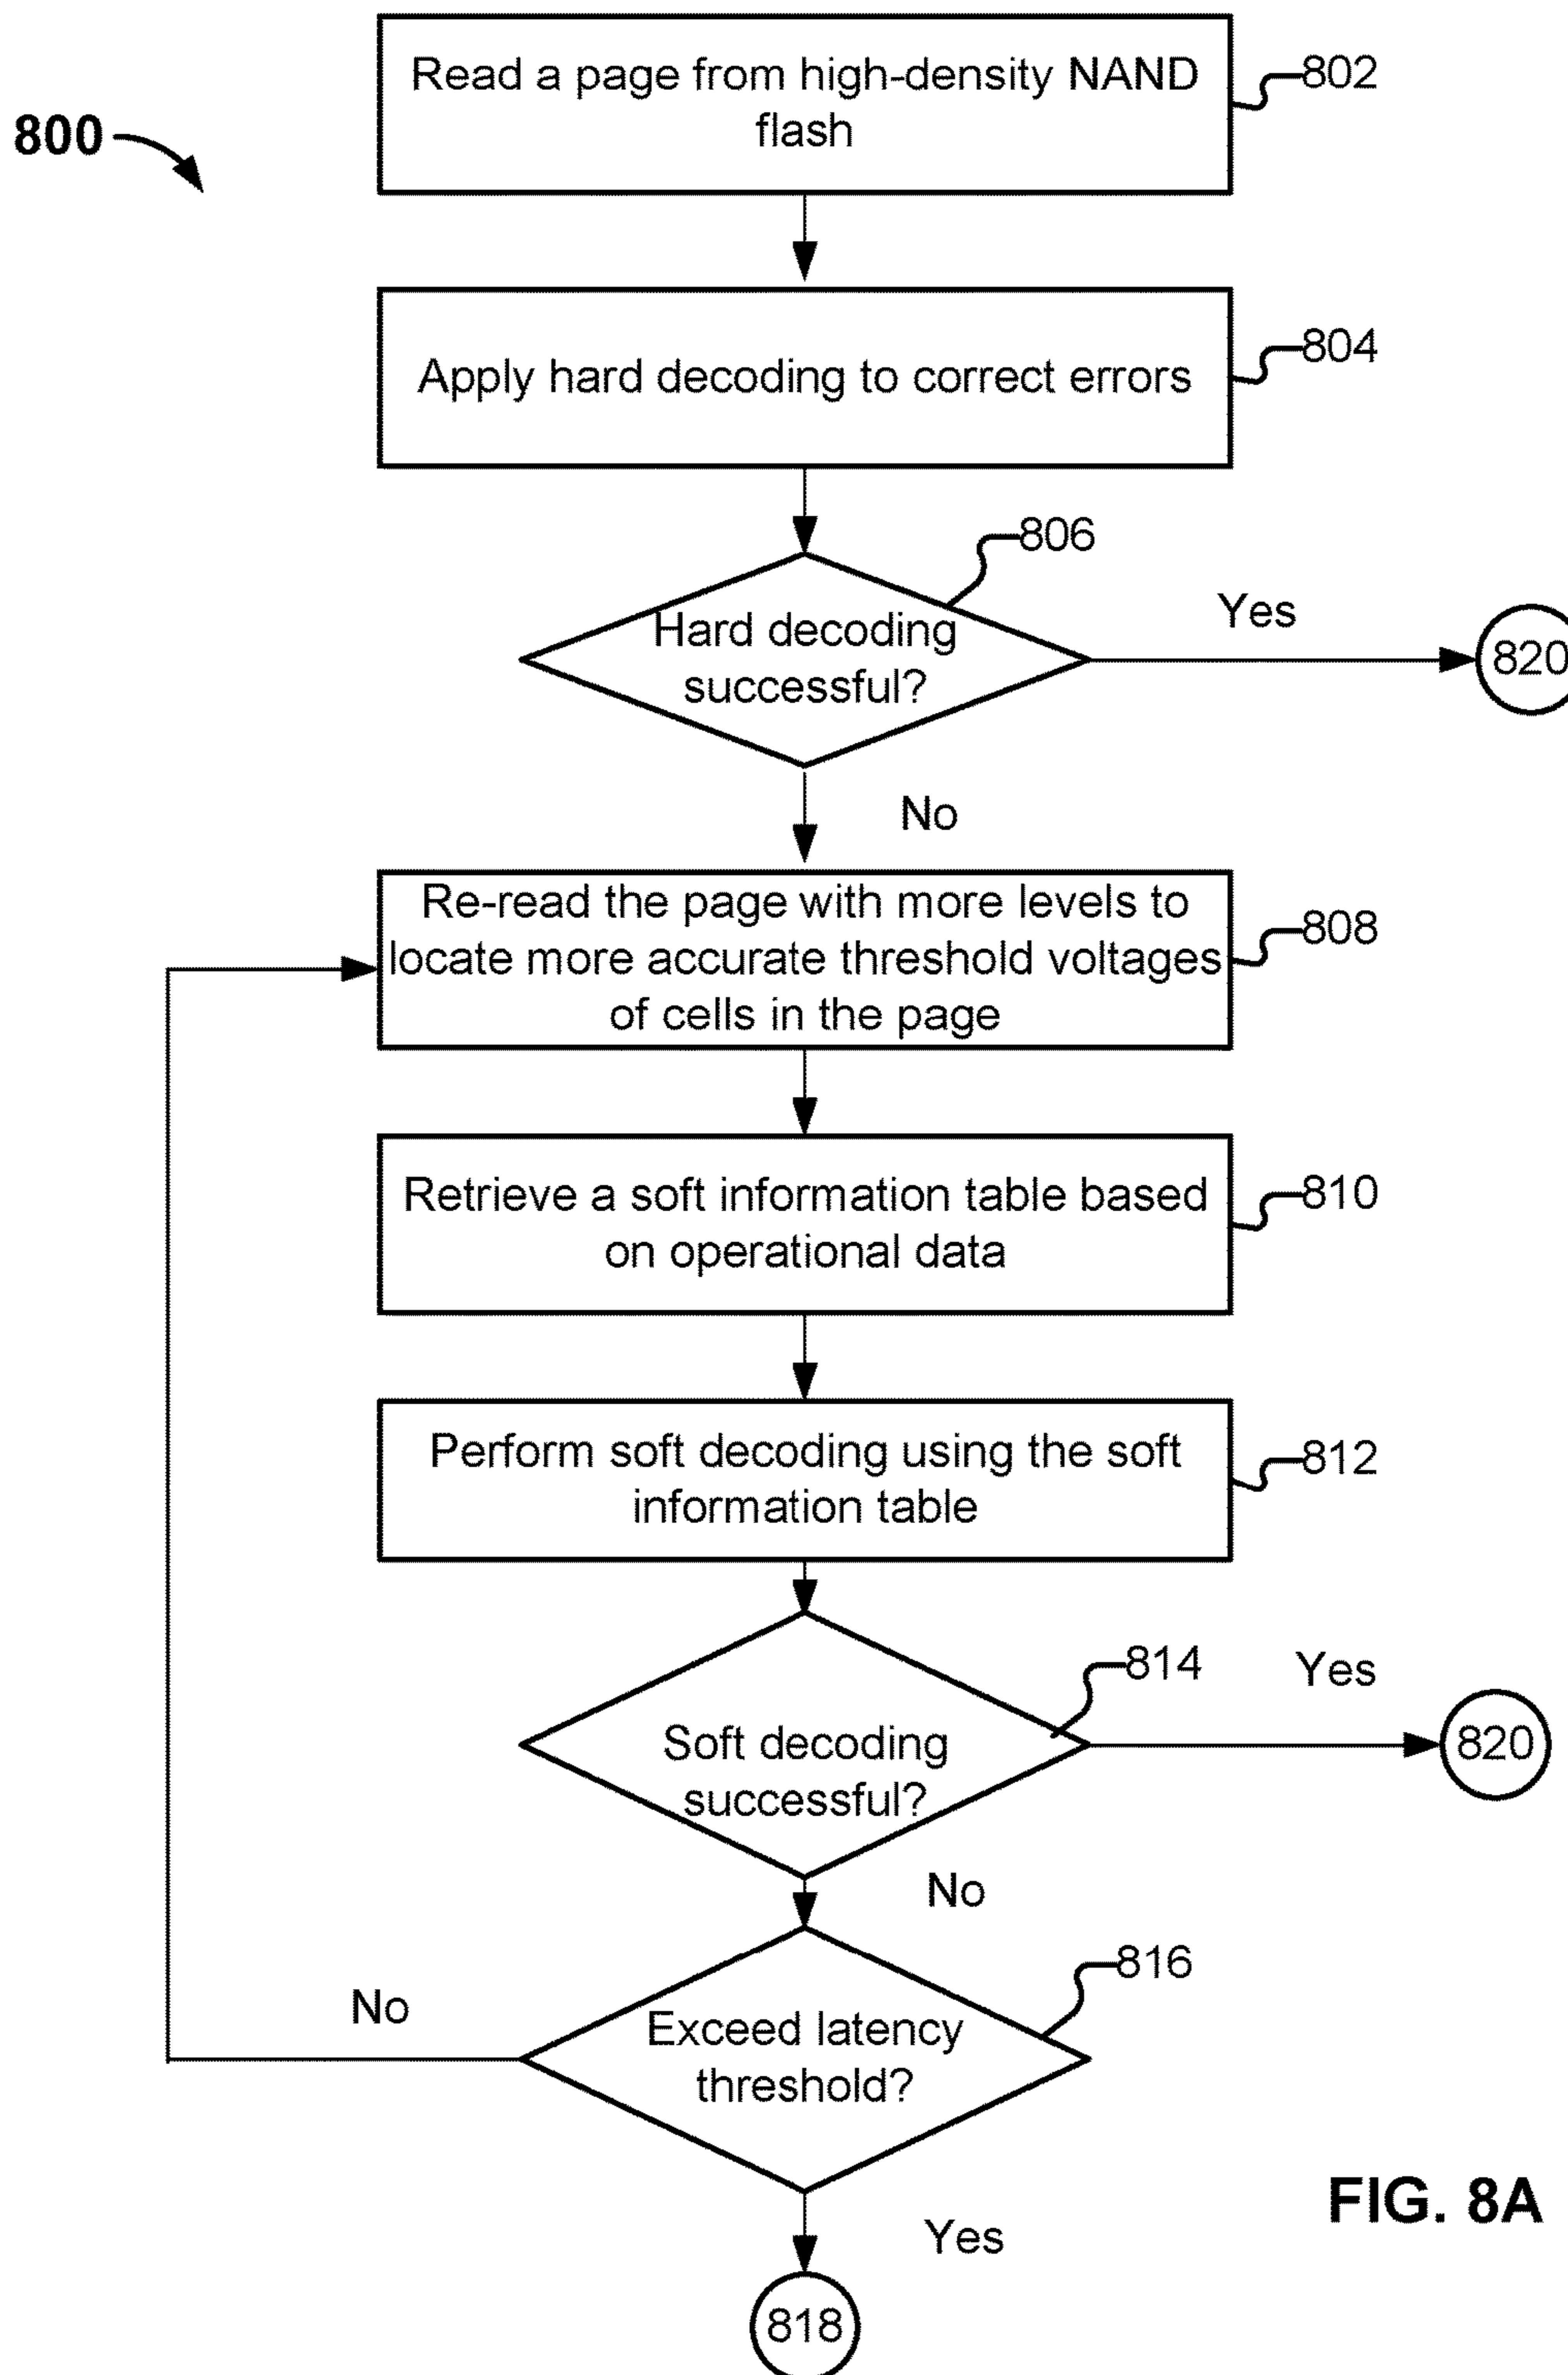 800
Read a page from high-density NAND
flash
802
Apply hard decoding to correct errors
804
806
Hard decoding
successful?
Yes
820
No
Re-read the page with more levels to
locate more accurate threshold voltages
of cells in the page
808
Retrieve a soft information table based
on operational data
810
Perform soft decoding using the soft
information table
812
814
Soft decoding
successful?
Yes
820
No
816
Exceed latency
threshold?
No
Yes
818
FIG. 8A